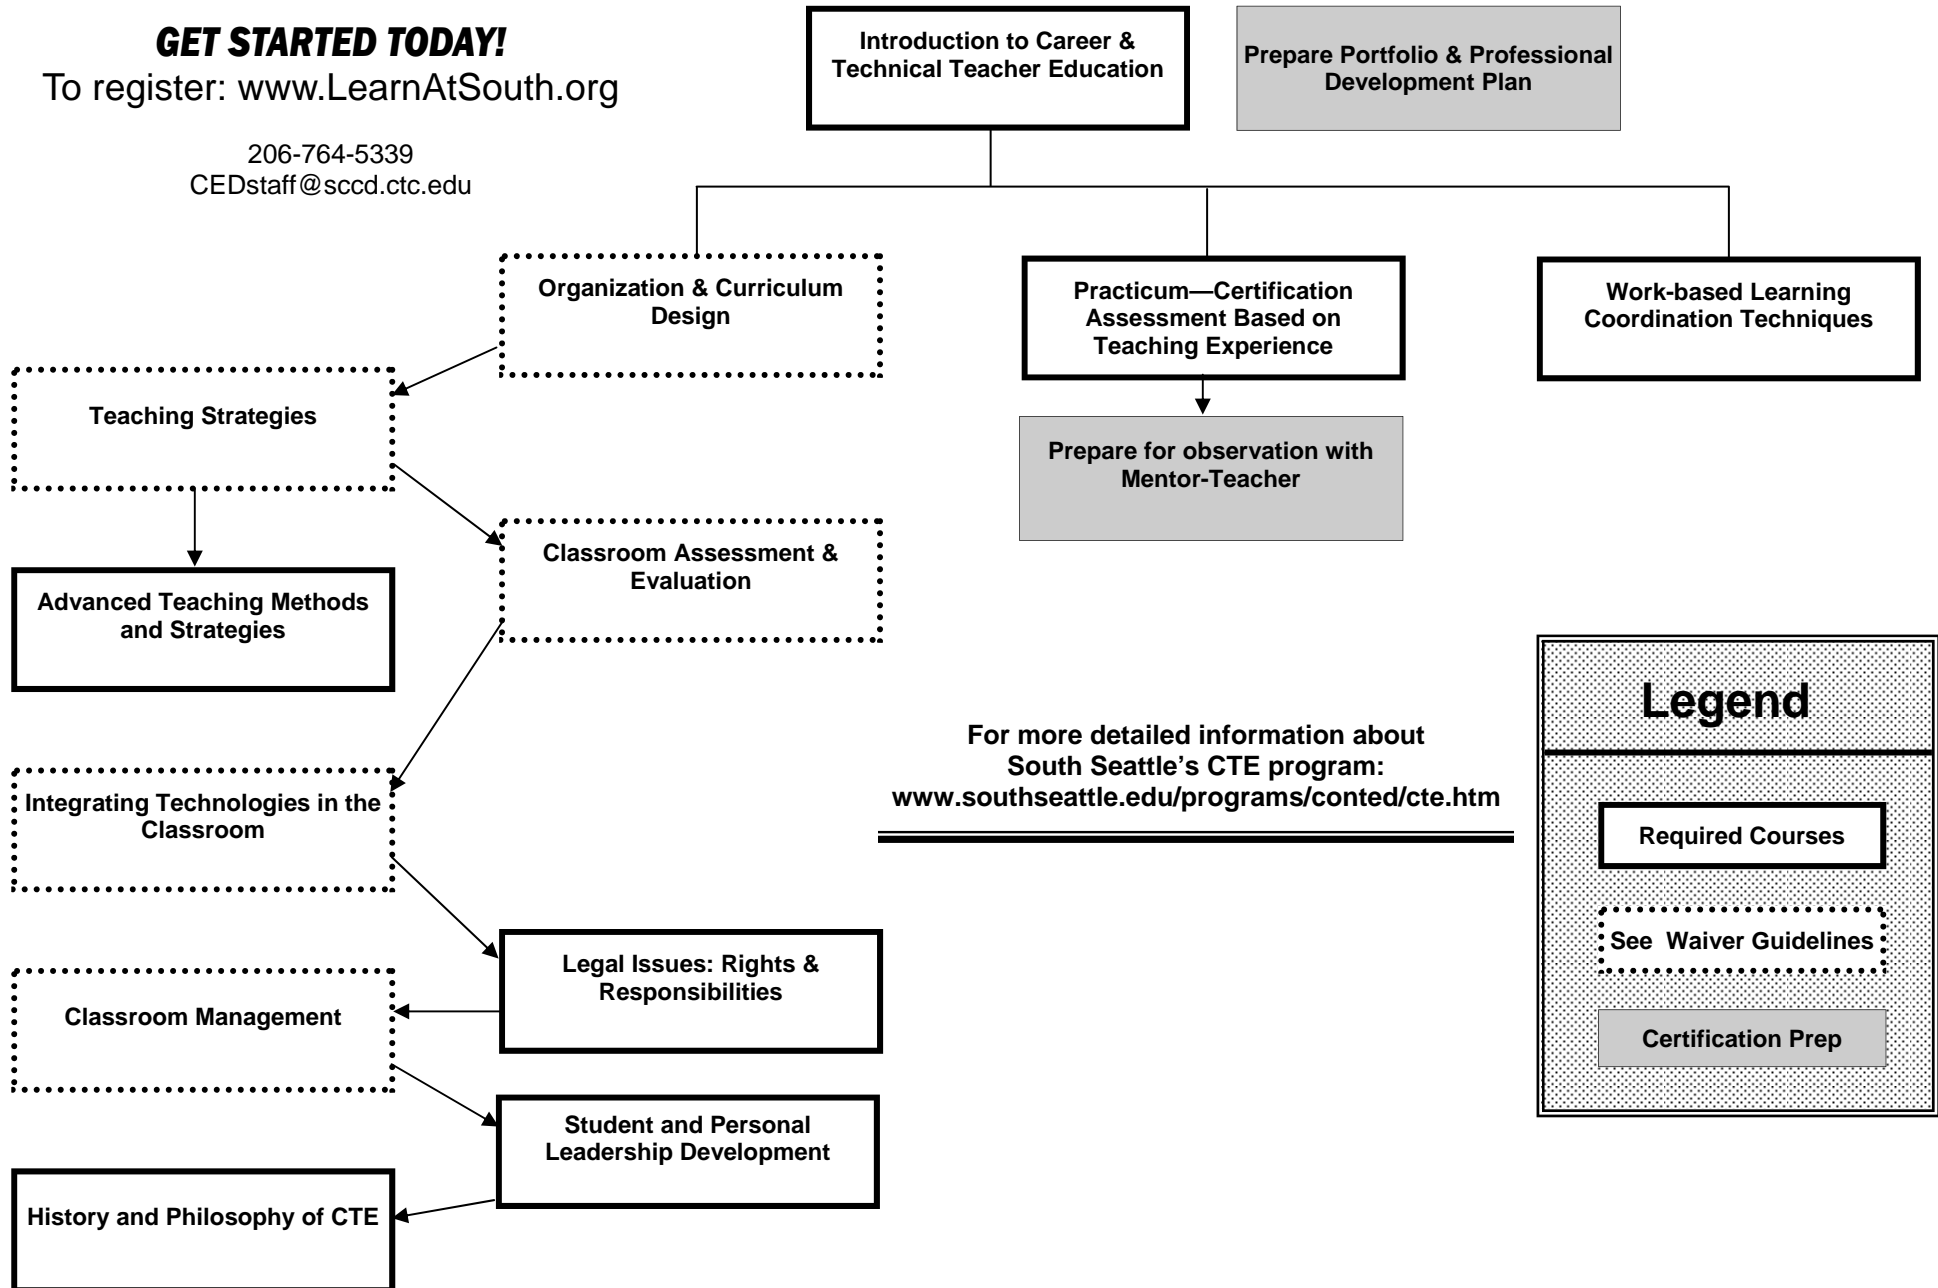 GET STARTED TODAY!
To register: www.LearnAtSouth.org
206-764-5339
CEDstaff@sccd.ctc.edu
Introduction to Career &
Technical Teacher Education
Prepare Portfolio & Professional
Development Plan
Organization & Curriculum
Design
Practicum—Certification
Assessment Based on
Teaching Experience
Work-based Learning
Coordination Techniques
Teaching Strategies
Prepare for observation with
Mentor-Teacher
Classroom Assessment &
Evaluation
Advanced Teaching Methods
and Strategies
For more detailed information about
South Seattle’s CTE program:
www.southseattle.edu/programs/conted/cte.htm
Integrating Technologies in the
Classroom
Legal Issues: Rights &
Responsibilities
Classroom Management
Student and Personal
Leadership Development
History and Philosophy of CTE
Legend
Required Courses
See  Waiver Guidelines
Certification Prep